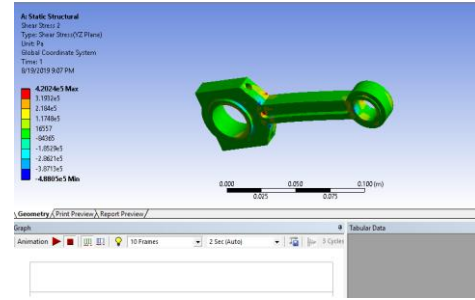 A: Static Structural
Shear Stress 2
Type: Shear Stress(YZ Plane)
Unit: Pa
Global Coordinate System
Time: 1
8/19/2019 9:07 PM
4.2024e5 Max
3.1932e5
2.184e5
1.1748e5
16557
-84365
-1.8529e5
-2.8621e5
-3.8713e5
-4.8805e5 Min
0.000 0.050 0.100 (m)
0.025 0.075
Geometry Print Preview Report Preview
Graph Tabular Data
Animation 10 Frames 2 Sec (Auto) 3 Cycles